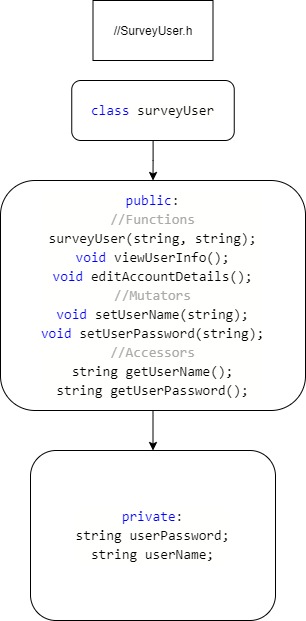 //SurveyUser.h
class surveyUser
public:
//Functions
surveyUser(string, string);
void viewUserInfo();
void editAccountDetails();
//Mutators
void setUserName(string);
void setUserPassword(string);
//Accessors
string getUserName();
string getUserPassword();
private:
string userPassword;
string userName;